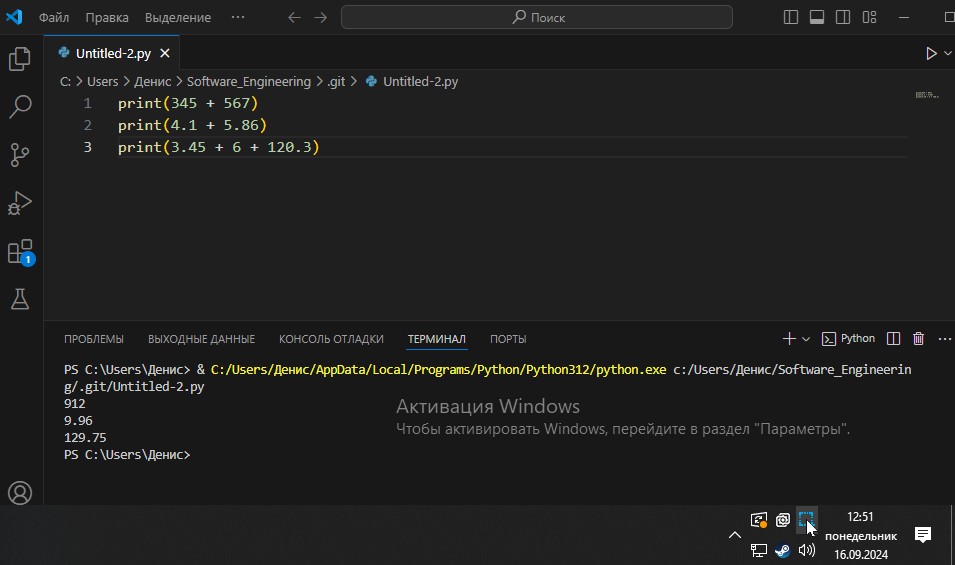 Файл Правка Выделение ··· Поиск
Untitled-2.py
C: > Users > Денис > Software_Engineering > .git > Untitled-2.py
1 print(345 + 567)
2 print(4.1 + 5.86)
3 print(3.45 + 6 + 120.3)
1
ПРОБЛЕМЫ ВЫХОДНЫЕ ДАННЫЕ КОНСОЛЬ ОТЛАДКИ ТЕРМИНАЛ ПОРТЫ Python ···
PS C:\Users\Денис> & C:/Users/Денис/AppData/Local/Programs/Python/Python312/python.exe c:/Users/Денис/Software_Engineerin
g/.git/Untitled-2.py
912
9.96
129.75
PS C:\Users\Денис>
Активация Windows
Чтобы активировать Windows, перейдите в раздел "Параметры".
12:51
понедельник
16.09.2024